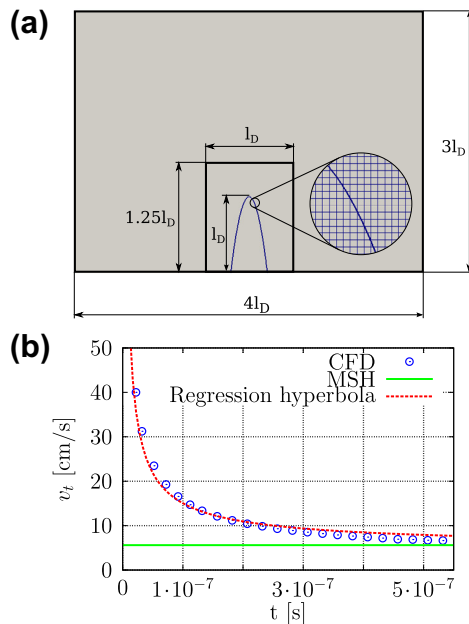 (a)
l_D
3l_D
1.25l_D
l_D
4l_D
(b)
50
CFD
MSH
40
Regression hyperbola
30
v_t [cm/s]
20
10
0
0 1·10^-7 3·10^-7 5·10^-7
t [s]